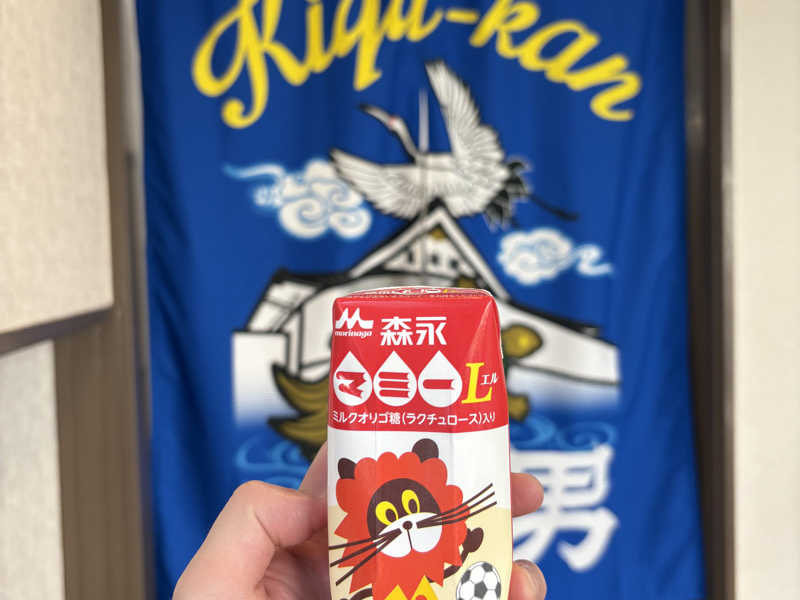 Kiqu-kan
morinaga 森永
マミーLエル
ミルクオリゴ糖(ラクチュロース)入り
男